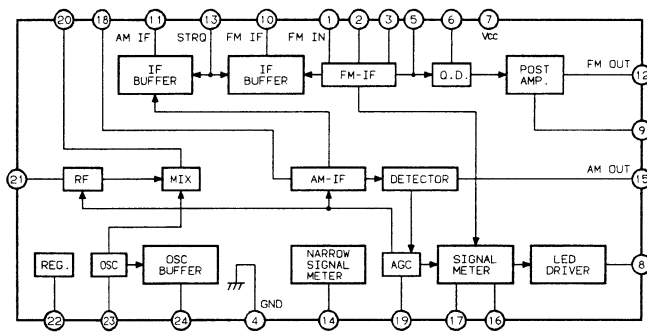 20 18 11 13 10 1 2 3 5 6 7
AM IF STRQ FM IF FM IN VCC
IF BUFFER IF BUFFER FM-IF Q.D. POST AMP. FM OUT
12
9
21 RF MIX AM-IF DETECTOR AM OUT
15
REG. OSC OSC BUFFER NARROW SIGNAL METER AGC SIGNAL METER LED DRIVER 8
GND
22 23 24 4 14 19 17 16